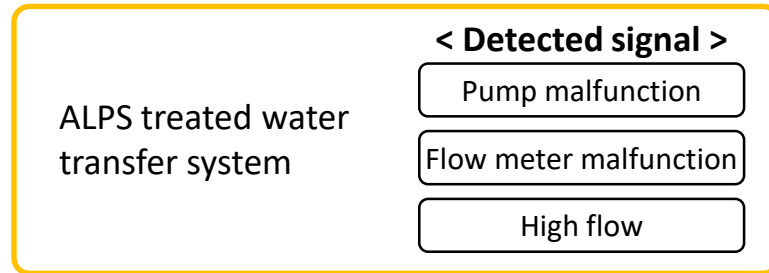 < Detected signal >
Pump malfunction
ALPS treated water
transfer system
Flow meter malfunction
High flow